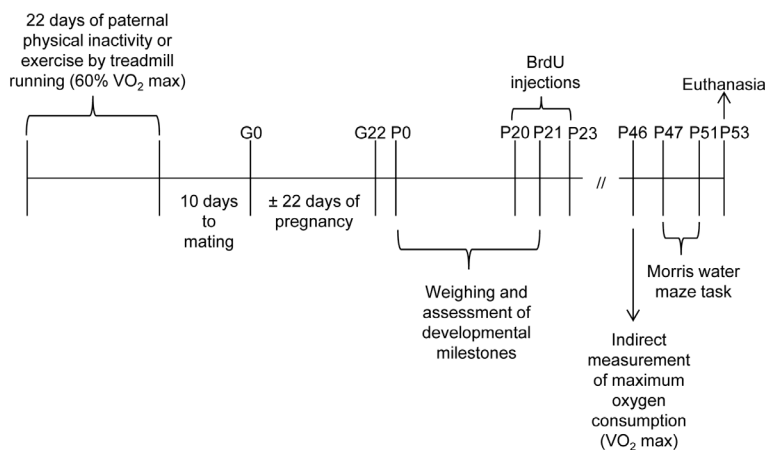 22 days of paternal
physical inactivity or
exercise by treadmill
running (60% VO₂ max)
BrdU
injections
Euthanasia
G0
G22 P0
P20 P21 P23
P46 P47 P51 P53
//
10 days
to
mating
± 22 days of
pregnancy
Weighing and
assessment of
developmental
milestones
Morris water
maze task
Indirect
measurement
of maximum
oxygen
consumption
(VO₂ max)